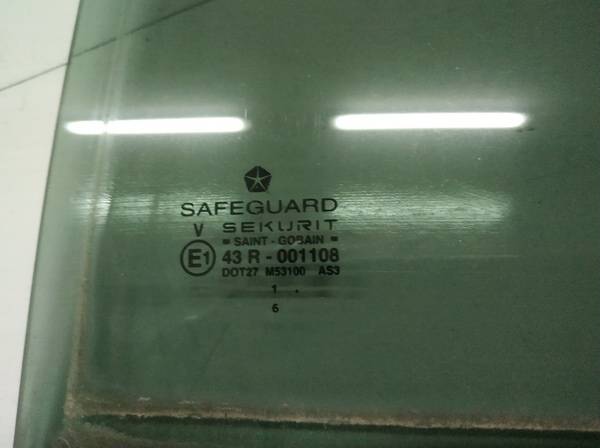 SAFEGUARD
V SEKURIT
= SAINT - GOBAIN =
E1 43 R - 001108
DOT27 M53100 AS3
1 .
6